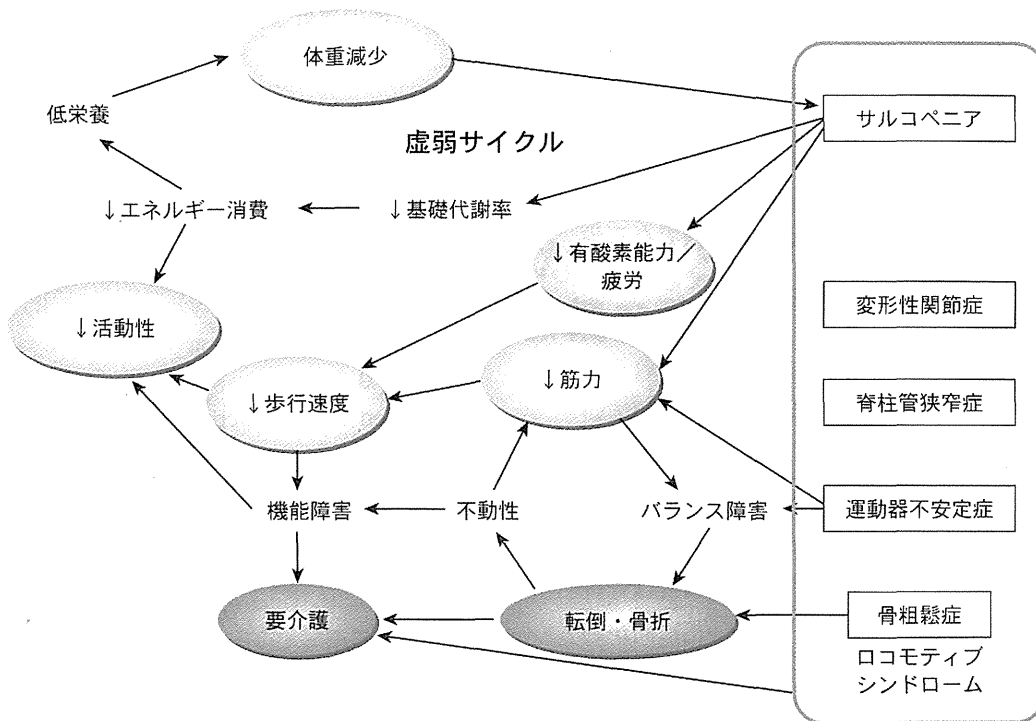 体重減少
低栄養
サルコペニア
虚弱サイクル
↓エネルギー消費
↓基礎代謝率
↓有酸素能力／
疲労
変形性関節症
↓活動性
↓筋力
↓歩行速度
脊柱管狭窄症
機能障害
不動性
バランス障害
運動器不安定症
要介護
転倒・骨折
骨粗鬆症
ロコモティブ
シンドローム